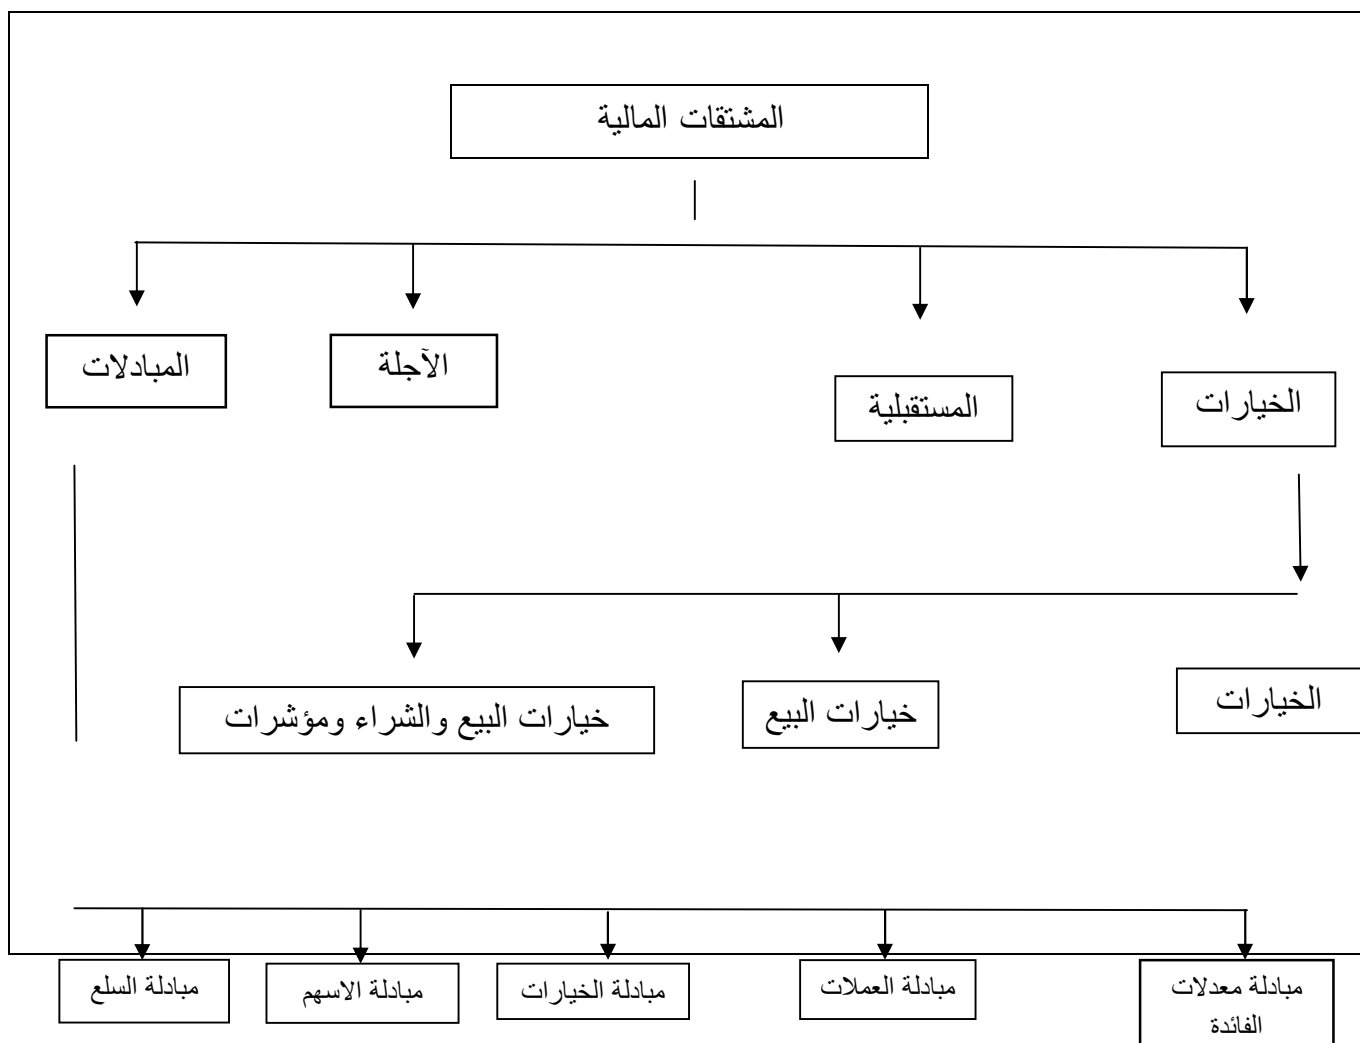 المشتقات المالية
الخيارات
المستقبلية
الآجلة
المبادلات
الخيارات
خيارات البيع
خيارات البيع والشراء ومؤشرات
مبادلة معدلات
الفائدة
مبادلة العملات
مبادلة الخيارات
مبادلة الاسهم
مبادلة السلع